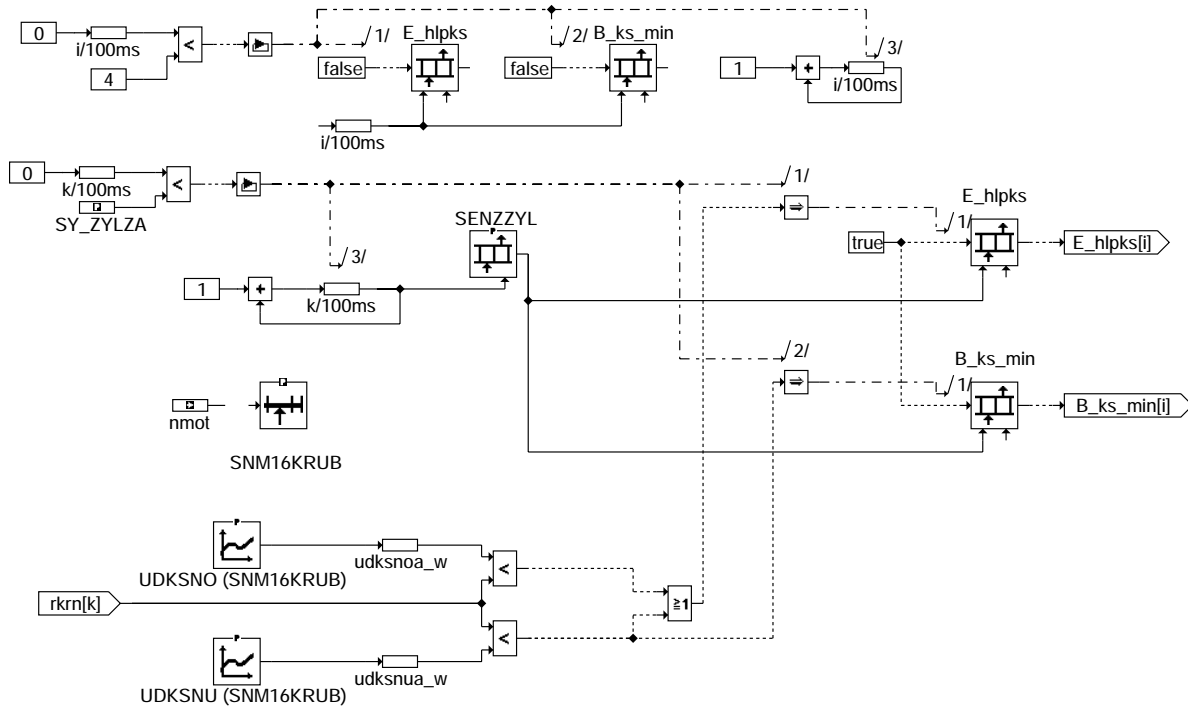 0
i/100ms
4
<
1/
E_hlpks
false
2/
B_ks_min
false
3/
1
+
i/100ms
i/100ms
0
k/100ms
SY_ZYLZA
<
1/
⇒
E_hlpks
1/
true
E_hlpks[i]
SENZZYL
P
3/
1
+
k/100ms
2/
⇒
B_ks_min
1/
B_ks_min[i]
nmot
SNM16KRUB
P
UDKSNO (SNM16KRUB)
udksnoa_w
<
rkrn[k]
≧1
<
P
UDKSNU (SNM16KRUB)
udksnua_w